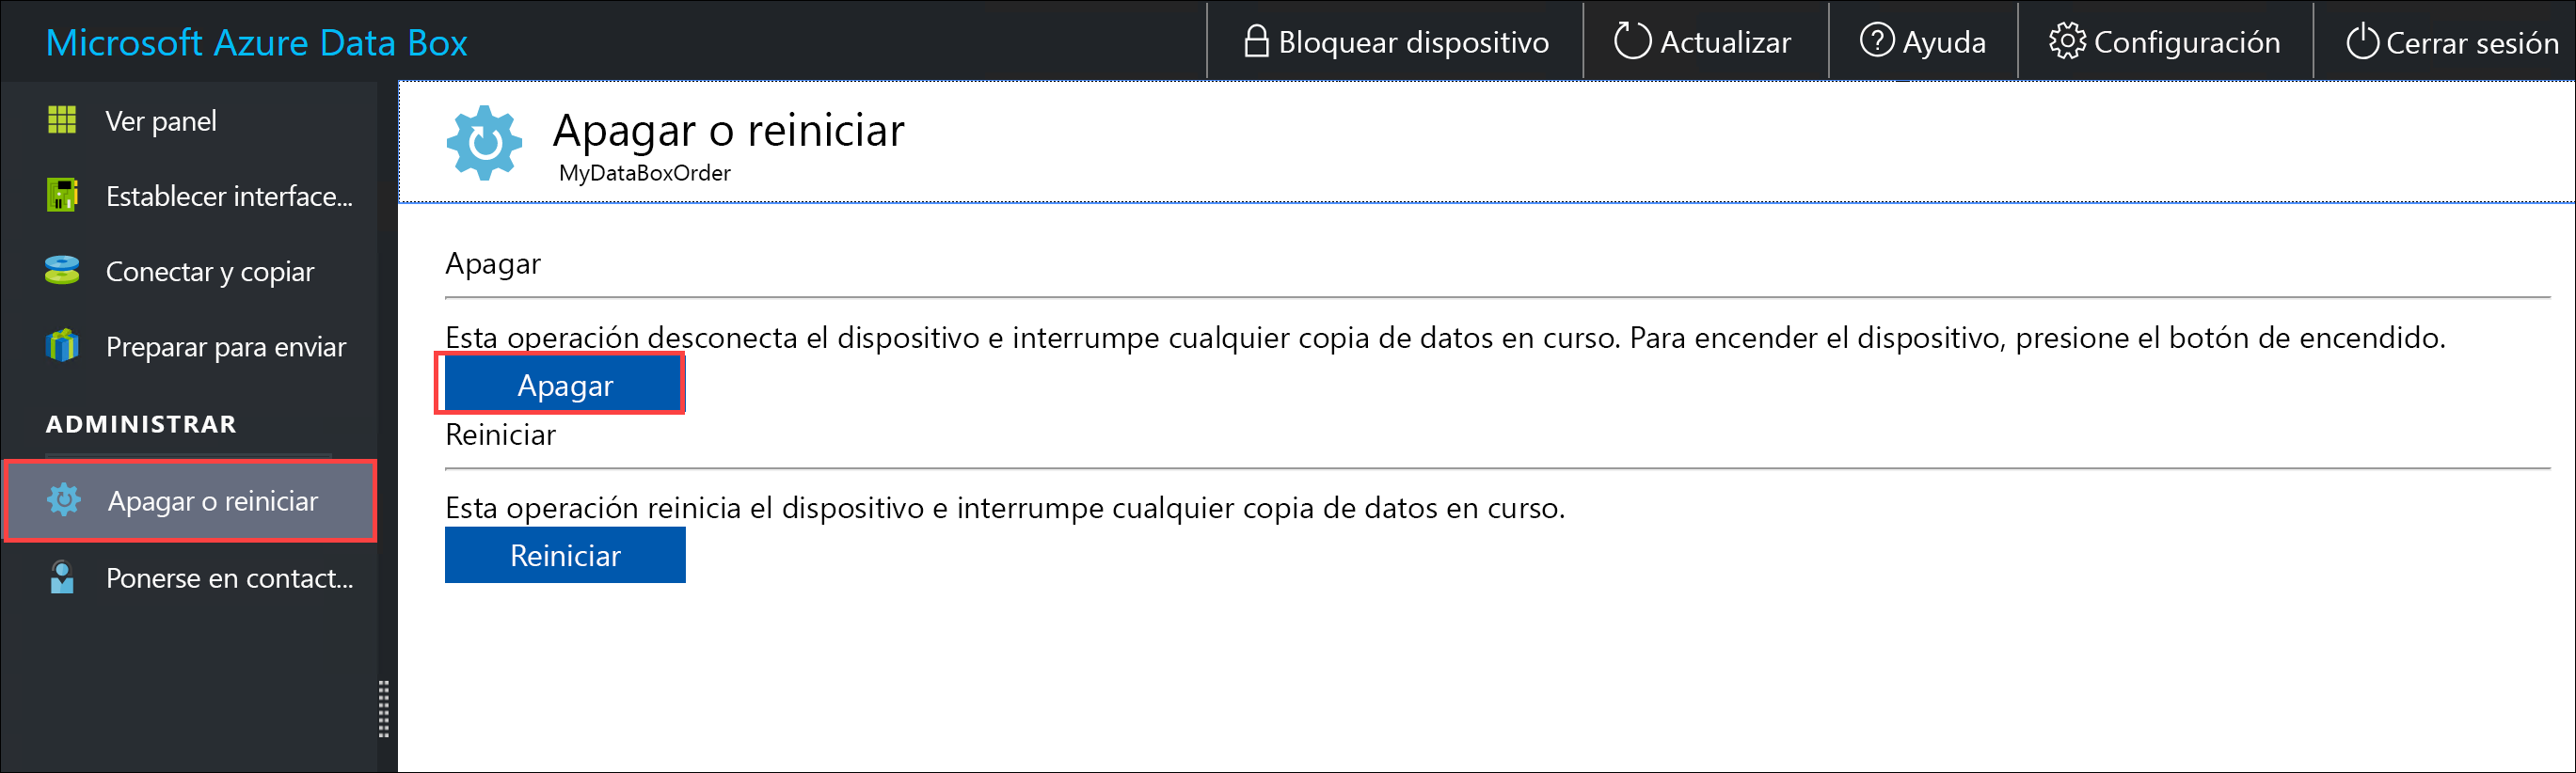 Microsoft Azure Data Box
Bloquear dispositivo
Actualizar
Ayuda
Configuración
Cerrar sesión
Ver panel
Establecer interface...
Conectar y copiar
Preparar para enviar
ADMINISTRAR
Apagar o reiniciar
Ponerse en contact...
Apagar o reiniciar
MyDataBoxOrder
Apagar
Esta operación desconecta el dispositivo e interrumpe cualquier copia de datos en curso. Para encender el dispositivo, presione el botón de encendido.
Apagar
Reiniciar
Esta operación reinicia el dispositivo e interrumpe cualquier copia de datos en curso.
Reiniciar